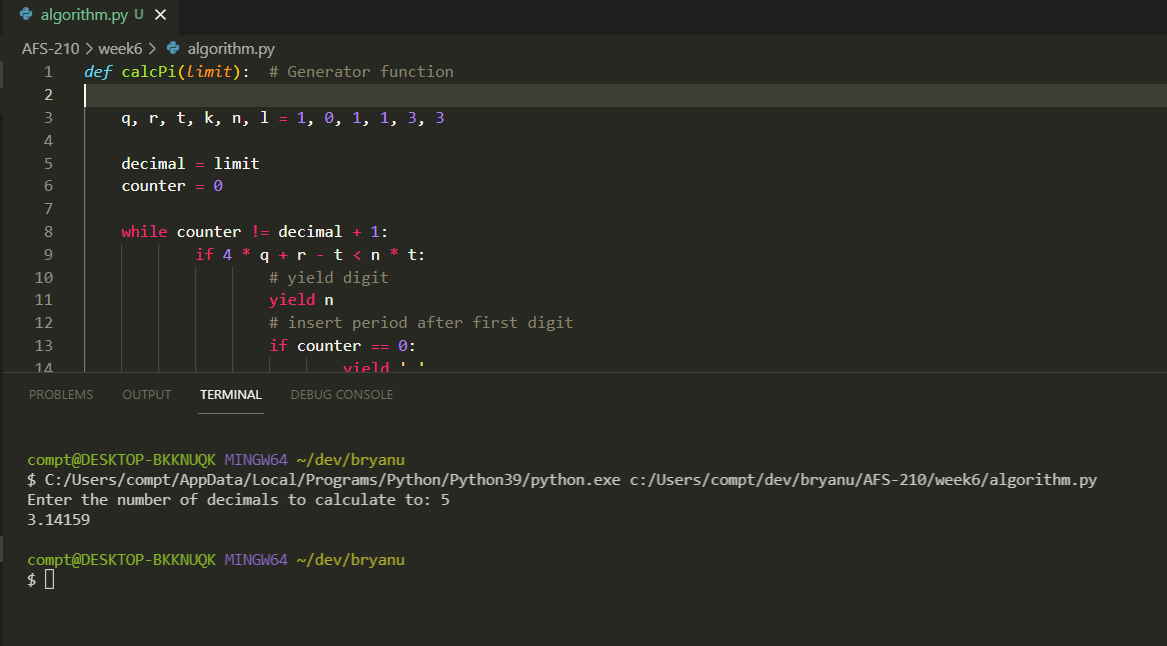 algorithm.py U
AFS-210 > week6 > algorithm.py
1 def calcPi(limit):  # Generator function
2
3     q, r, t, k, n, l = 1, 0, 1, 1, 3, 3
4
5     decimal = limit
6     counter = 0
7
8     while counter != decimal + 1:
9             if 4 * q + r - t < n * t:
10                     # yield digit
11                     yield n
12                     # insert period after first digit
13                     if counter == 0:
14                             yield '.'
PROBLEMS OUTPUT TERMINAL DEBUG CONSOLE
compt@DESKTOP-BKKNUQK MINGW64 ~/dev/bryanu
$ C:/Users/compt/AppData/Local/Programs/Python/Python39/python.exe c:/Users/compt/dev/bryanu/AFS-210/week6/algorithm.py
Enter the number of decimals to calculate to: 5
3.14159
compt@DESKTOP-BKKNUQK MINGW64 ~/dev/bryanu
$